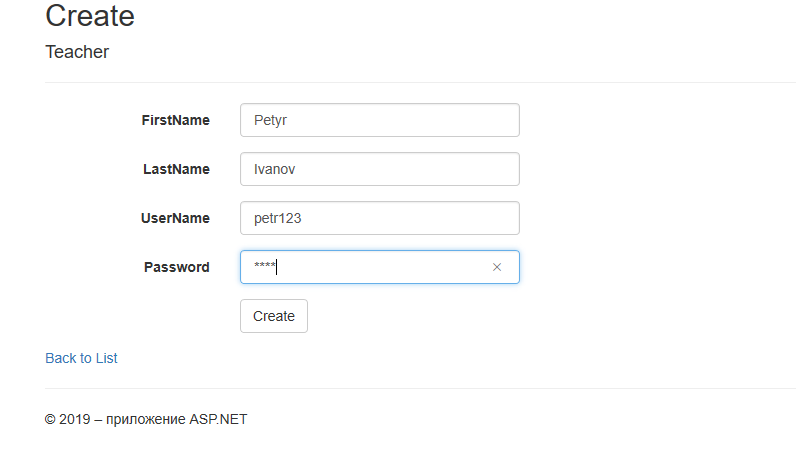 Create
Teacher
FirstName Petyr
LastName Ivanov
UserName petr123
Password ****
Create
Back to List
© 2019 – приложение ASP.NET